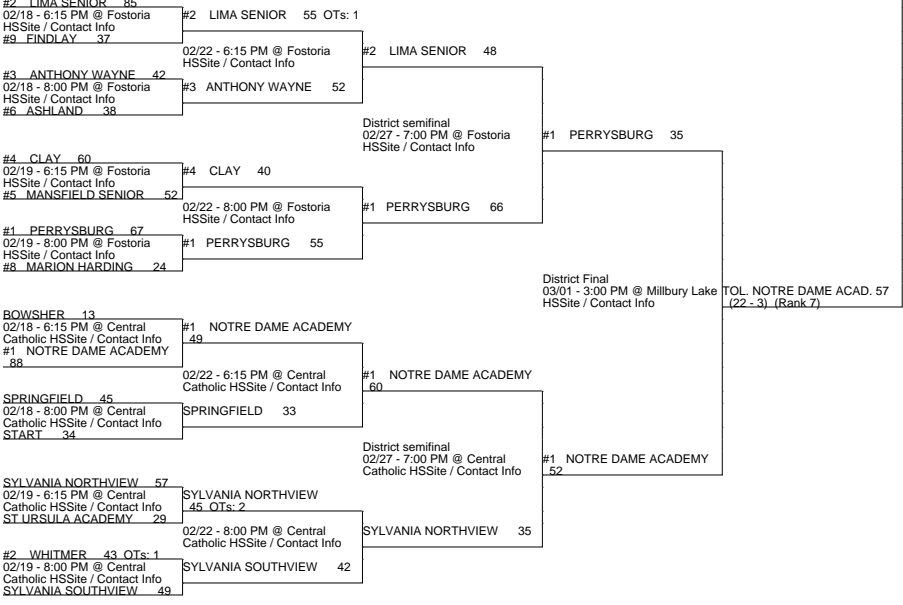 #2 LIMA SENIOR 85
02/18 - 6:15 PM @ Fostoria
HSSite / Contact Info
#9 FINDLAY 37
#2 LIMA SENIOR 55 OTs: 1
02/22 - 6:15 PM @ Fostoria
HSSite / Contact Info
#3 ANTHONY WAYNE 42
02/18 - 8:00 PM @ Fostoria
HSSite / Contact Info
#6 ASHLAND 38
#3 ANTHONY WAYNE 52
#2 LIMA SENIOR 48
District semifinal
02/27 - 7:00 PM @ Fostoria
HSSite / Contact Info
#4 CLAY 60
02/19 - 6:15 PM @ Fostoria
HSSite / Contact Info
#5 MANSFIELD SENIOR 52
#4 CLAY 40
02/22 - 8:00 PM @ Fostoria
HSSite / Contact Info
#1 PERRYSBURG 67
02/19 - 8:00 PM @ Fostoria
HSSite / Contact Info
#8 MARION HARDING 24
#1 PERRYSBURG 55
#1 PERRYSBURG 66
#1 PERRYSBURG 35
District Final
03/01 - 3:00 PM @ Millbury Lake
HSSite / Contact Info
TOL. NOTRE DAME ACAD. 57
(22 - 3) (Rank 7)
BOWSHER 13
02/18 - 6:15 PM @ Central
Catholic HSSite / Contact Info
#1 NOTRE DAME ACADEMY
88
#1 NOTRE DAME ACADEMY
49
02/22 - 6:15 PM @ Central
Catholic HSSite / Contact Info
SPRINGFIELD 45
02/18 - 8:00 PM @ Central
Catholic HSSite / Contact Info
START 34
SPRINGFIELD 33
#1 NOTRE DAME ACADEMY
60
District semifinal
02/27 - 7:00 PM @ Central
Catholic HSSite / Contact Info
#1 NOTRE DAME ACADEMY
52
SYLVANIA NORTHVIEW 57
02/19 - 6:15 PM @ Central
Catholic HSSite / Contact Info
ST URSULA ACADEMY 29
SYLVANIA NORTHVIEW
45 OTs: 2
02/22 - 8:00 PM @ Central
Catholic HSSite / Contact Info
SYLVANIA NORTHVIEW 35
#2 WHITMER 43 OTs: 1
02/19 - 8:00 PM @ Central
Catholic HSSite / Contact Info
SYLVANIA SOUTHVIEW 49
SYLVANIA SOUTHVIEW 42